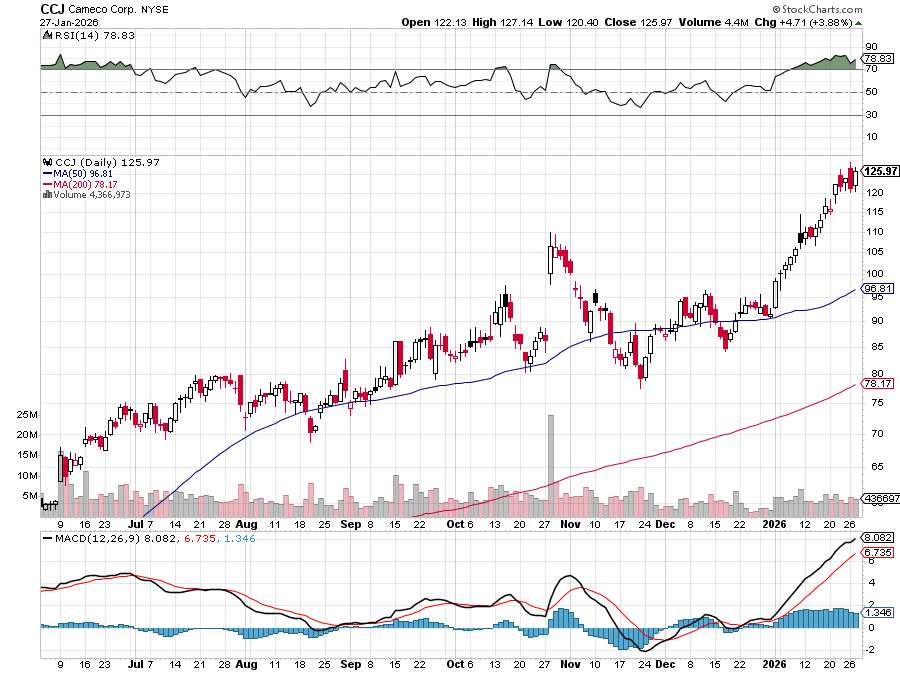 CCJ Cameco Corp. NYSE © StockCharts.com
27-Jan-2026 Open 122.13 High 127.14 Low 120.40 Close 125.97 Volume 4.4M Chg +4.71 (+3.88%)
RSI(14) 78.83
90
78.83
70
50
30
10
CCJ (Daily) 125.97
MA(50) 96.81
MA(200) 78.17
Volume 4,366,973
125.97
120
115
110
105
100
96.81
95
90
85
80
78.17
75
70
65
436697
25M
20M
15M
10M
5M
9 16 23 Jul 7 14 21 28 Aug 11 18 25 Sep 8 15 22 Oct 6 13 20 27 Nov 10 17 24 Dec 8 15 22 2026 12 20 26
MACD(12,26,9) 8.082, 6.735, 1.346
8.082
6.735
6
4
2
1.346
0
-2
9 16 23 Jul 7 14 21 28 Aug 11 18 25 Sep 8 15 22 Oct 6 13 20 27 Nov 10 17 24 Dec 8 15 22 2026 12 20 26